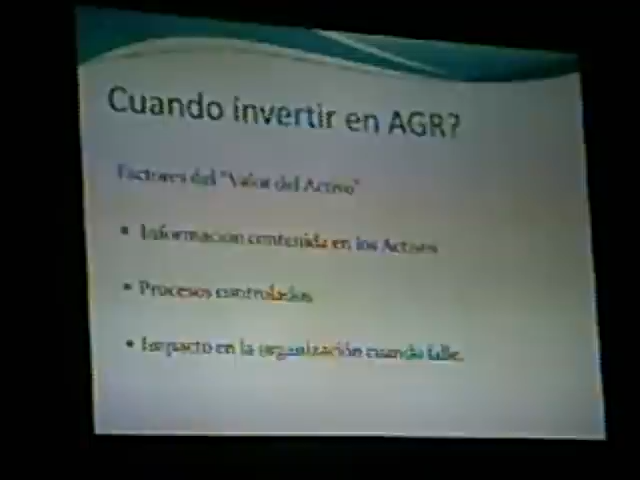 Cuando invertir en AGR?
Factores del "Valor del Activo"
• Informacion contenida en los Activos
• Procesos controlados
• Impacto en la organización cuando falle.